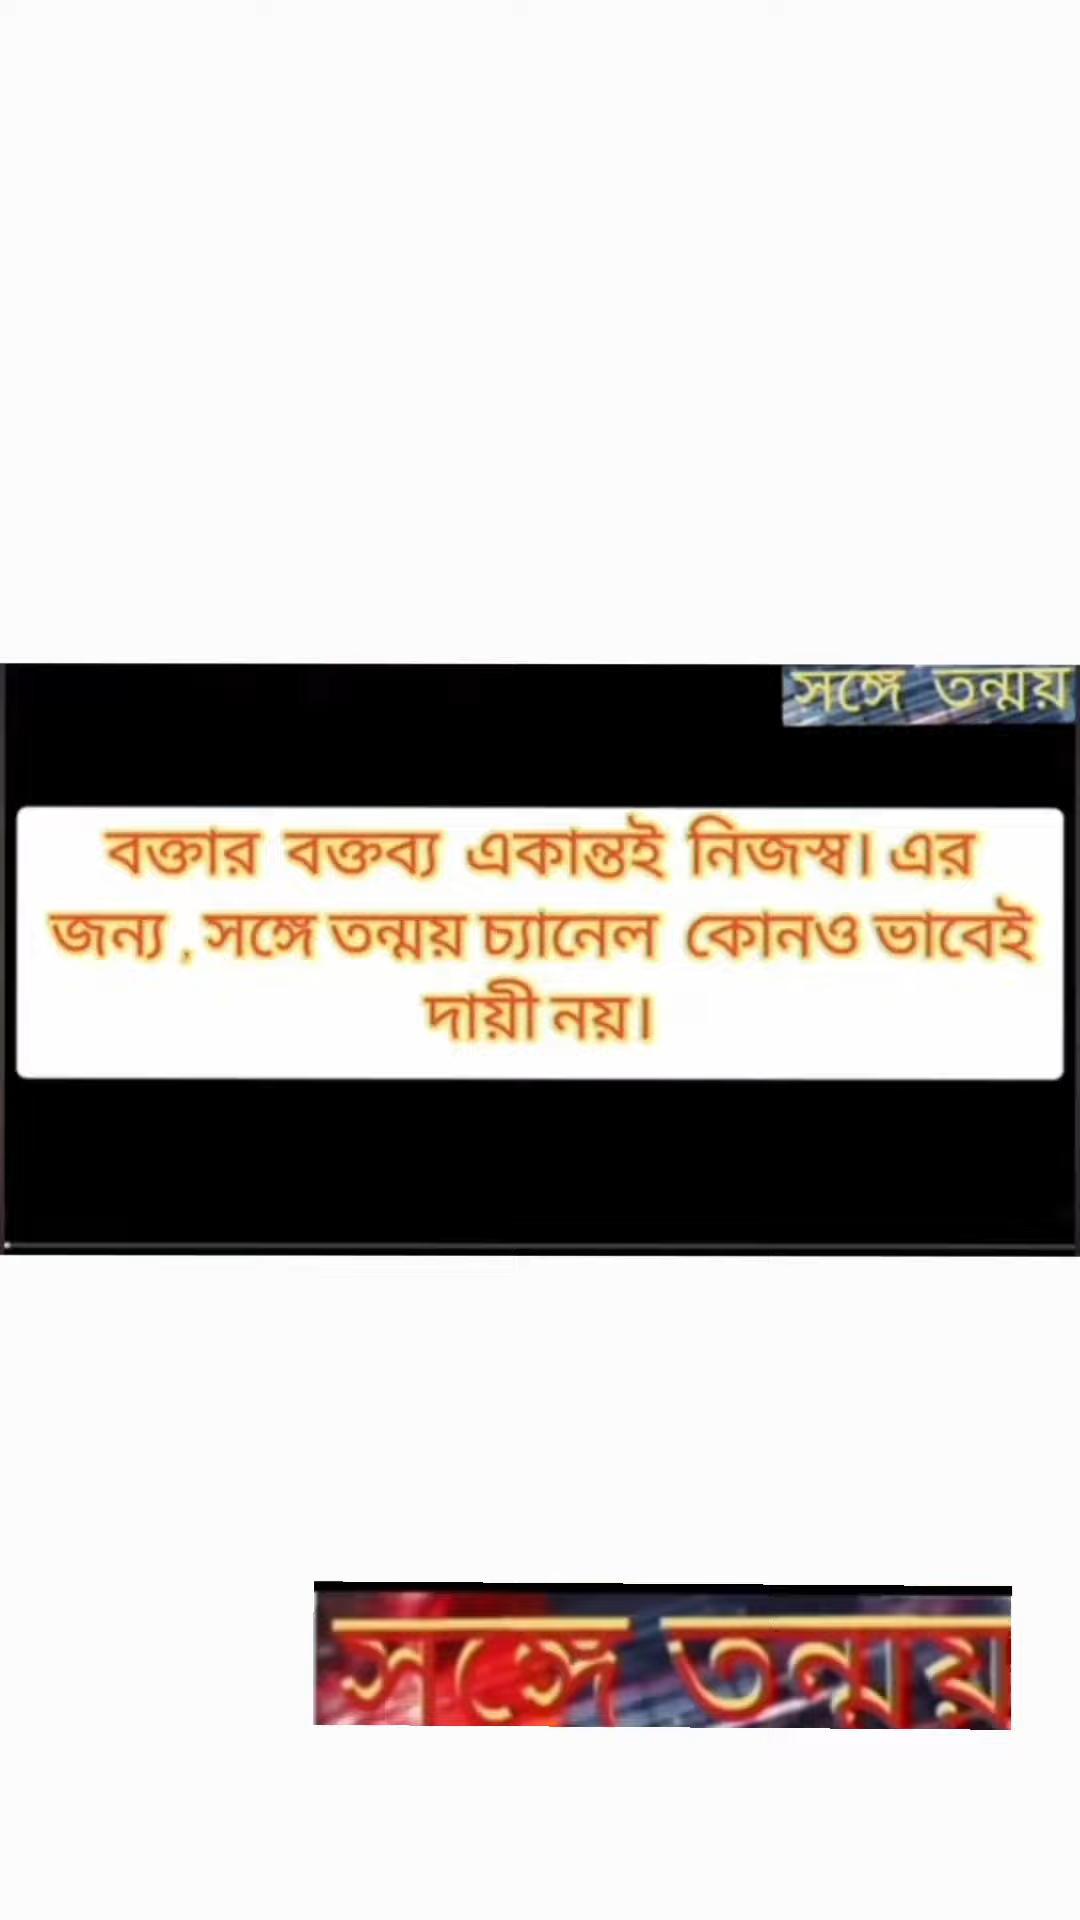 সঙ্গে তন্ময়
বক্তার বক্তব্য একান্তই নিজস্ব। এর
জন্য , সঙ্গে তন্ময় চ্যানেল কোনও ভাবেই
দায়ী নয়।
সঙ্গে তন্ময়